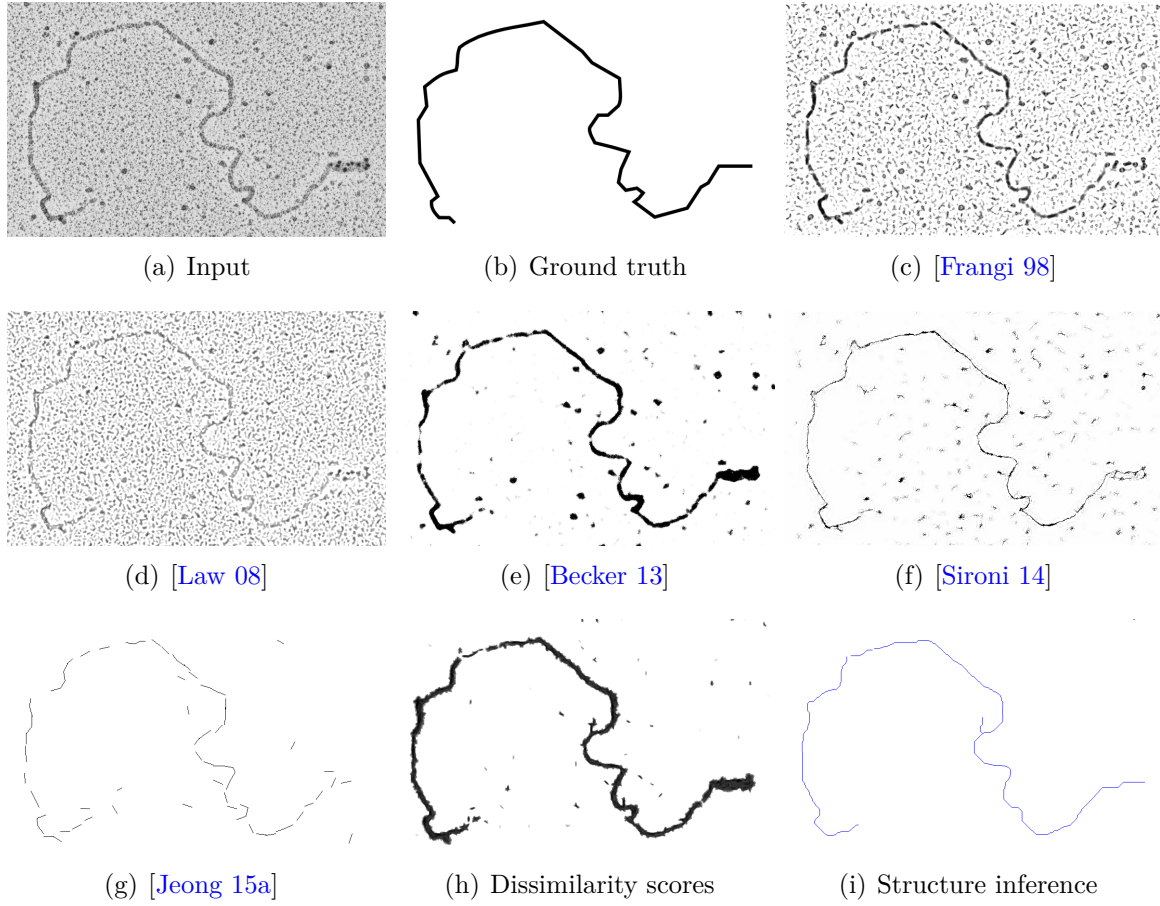 (a) Input
(b) Ground truth
(c) [Frangi 98]
(d) [Law 08]
(e) [Becker 13]
(f) [Sironi 14]
(g) [Jeong 15a]
(h) Dissimilarity scores
(i) Structure inference